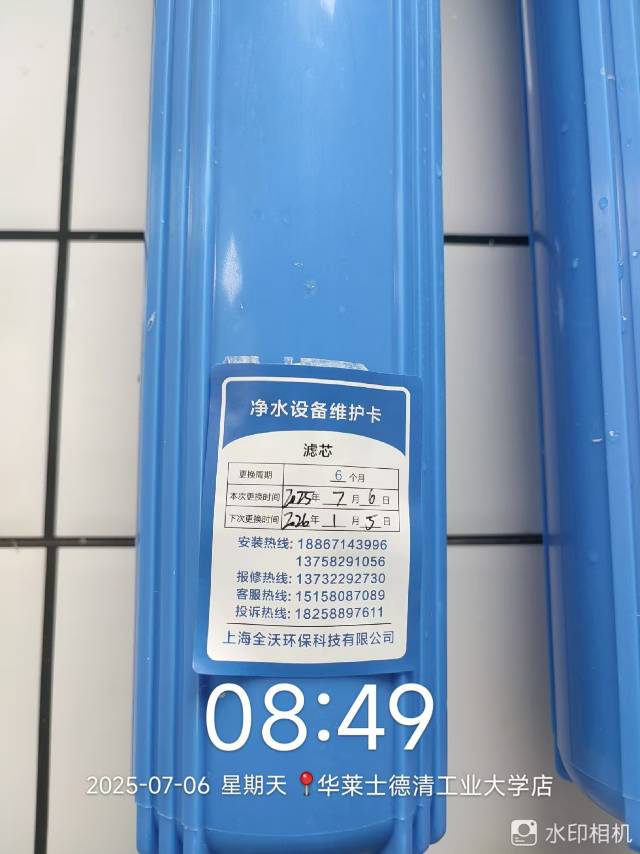 净水设备维护卡
滤芯
更换周期 6 个月
本次更换时间 2025年 7 月 6 日
下次更换时间 2026年 1 月 5 日
安装热线: 18867143996
13758291056
报修热线: 13732292730
客服热线: 15158087089
投诉热线: 18258897611
上海全沃环保科技有限公司
08:49
2025-07-06 星期天 📍华莱士德清工业大学店
水印相机